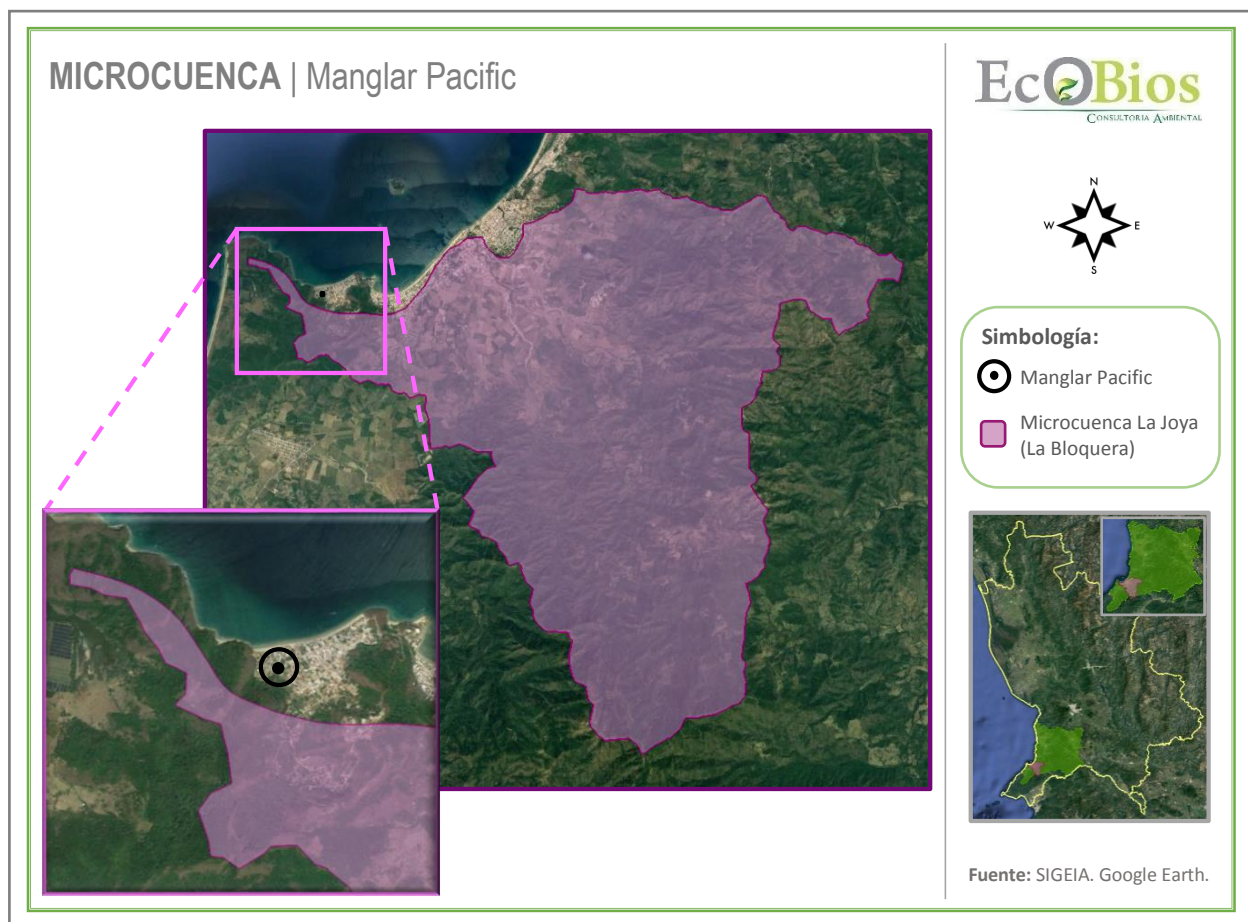 MICROCUENCA | Manglar Pacific
EcOBios
CONSULTORIA AMBIENTAL
N
W E
S
Simbología:
Manglar Pacific
Microcuenca La Joya
(La Bloquera)
Fuente: SIGEIA. Google Earth.